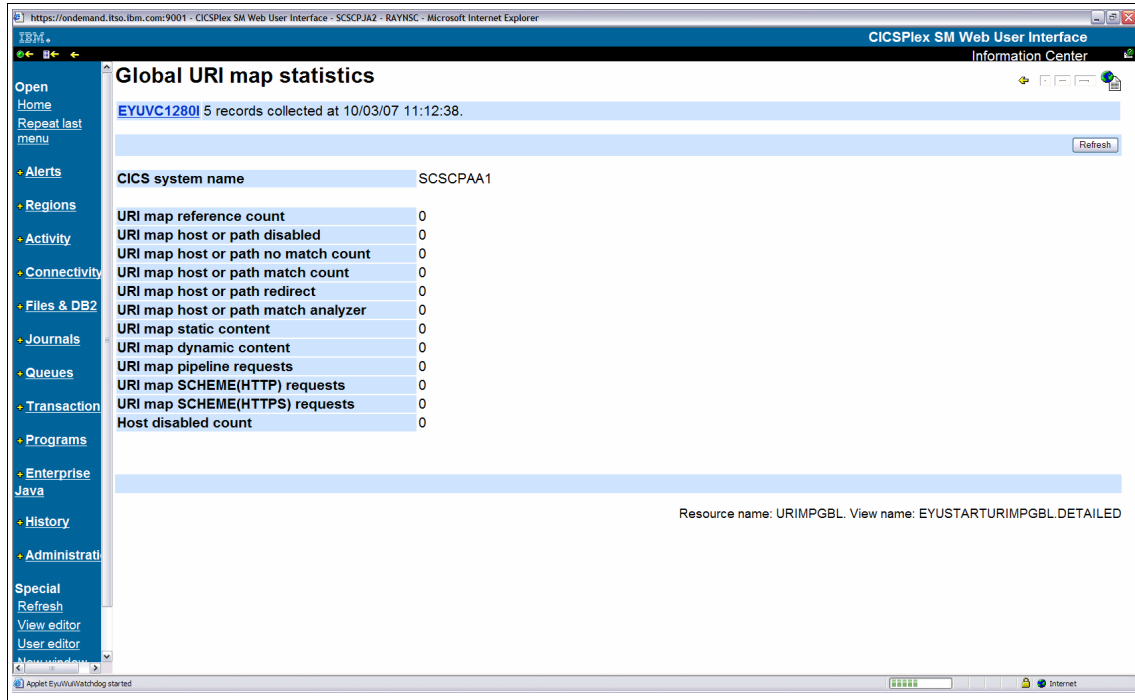 https://ondemand.itso.ibm.com:9001 - CICSPlex SM Web User Interface - SCSCPJA2 - RAYNSC - Microsoft Internet Explorer
IBM.
CICSPlex SM Web User Interface
Information Center
Open
Home
Repeat last
menu
Alerts
Regions
Activity
Connectivity
Files & DB2
Journals
Queues
Transaction
Programs
Enterprise
Java
History
Administrati
Special
Refresh
View editor
User editor
New window
Global URI map statistics
EYUVC1280I 5 records collected at 10/03/07 11:12:38.
Refresh
CICS system name SCSCPAA1
URI map reference count 0
URI map host or path disabled 0
URI map host or path no match count 0
URI map host or path match count 0
URI map host or path redirect 0
URI map host or path match analyzer 0
URI map static content 0
URI map dynamic content 0
URI map pipeline requests 0
URI map SCHEME(HTTP) requests 0
URI map SCHEME(HTTPS) requests 0
Host disabled count 0
Resource name: URIMPGBL. View name: EYUSTARTURIMPGBL.DETAILED
Applet EyuWuiWatchdog started
Internet